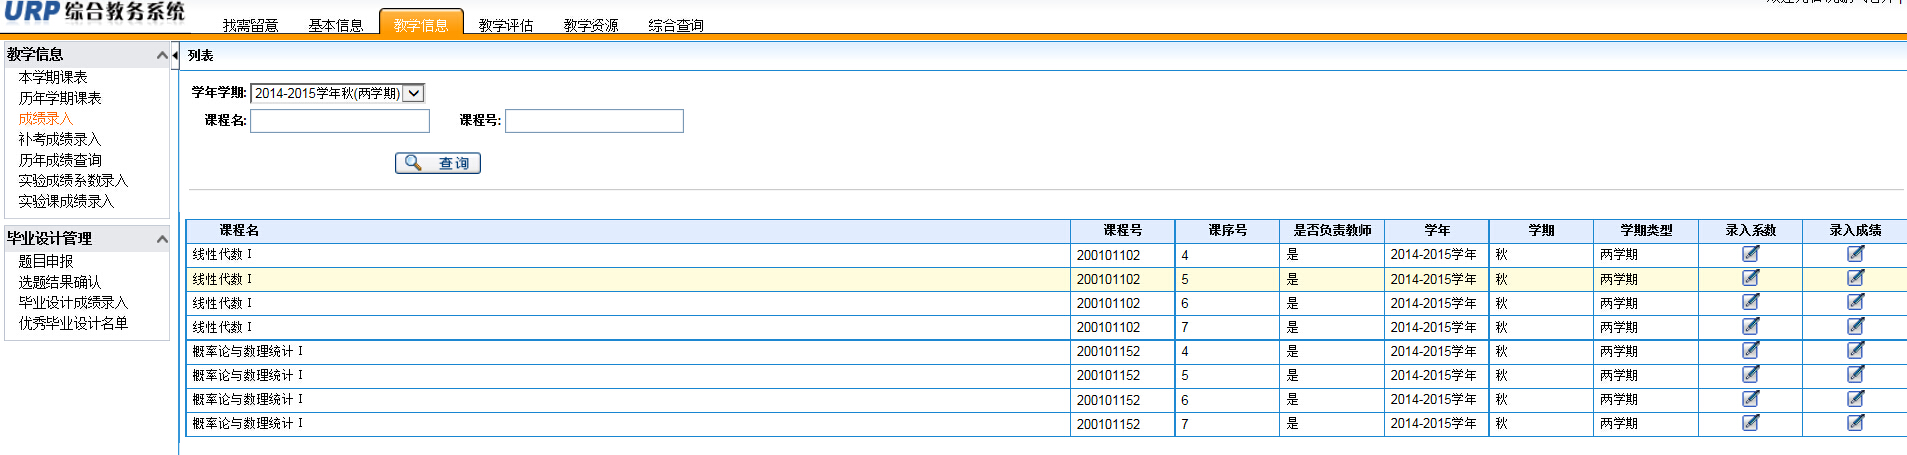 URP 综合教务系统
找需留意 基本信息 教学信息 教学评估 教学资源 综合查询
教学信息
本学期课表
历年学期课表
成绩录入
补考成绩录入
历年成绩查询
实验成绩系数录入
实验课成绩录入
毕业设计管理
题目申报
选题结果确认
毕业设计成绩录入
优秀毕业设计名单
列表
学年学期: 2014-2015学年秋(两学期)
课程名: 课程号:
查询
课程名 课程号 课序号 是否负责教师 学年 学期 学期类型 录入系数 录入成绩
线性代数 I 200101102 4 是 2014-2015学年 秋 两学期
线性代数 I 200101102 5 是 2014-2015学年 秋 两学期
线性代数 I 200101102 6 是 2014-2015学年 秋 两学期
线性代数 I 200101102 7 是 2014-2015学年 秋 两学期
概率论与数理统计 I 200101152 4 是 2014-2015学年 秋 两学期
概率论与数理统计 I 200101152 5 是 2014-2015学年 秋 两学期
概率论与数理统计 I 200101152 6 是 2014-2015学年 秋 两学期
概率论与数理统计 I 200101152 7 是 2014-2015学年 秋 两学期